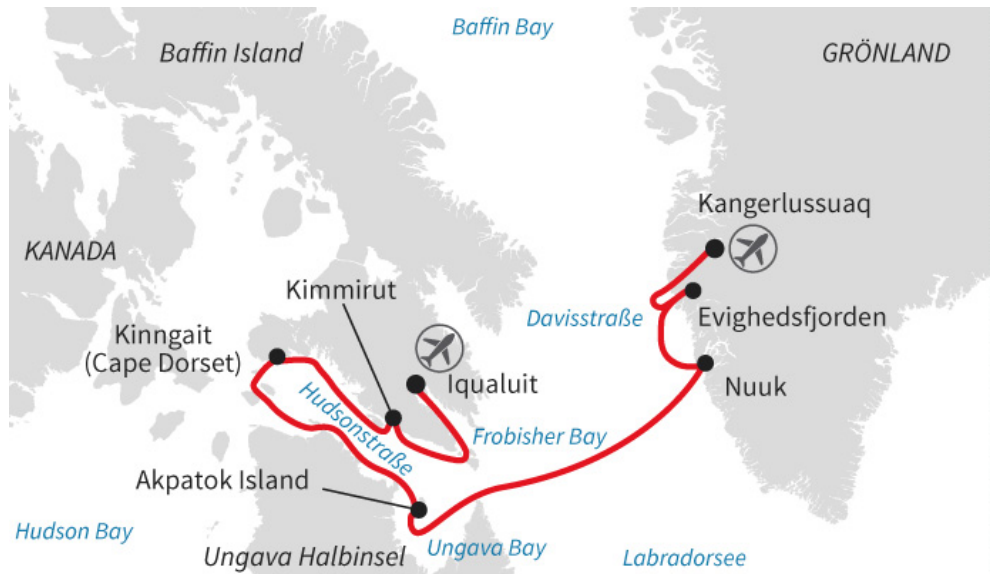 Baffin Bay
Baffin Island
GRÖNLAND
Kangerlussuaq
KANADA
Kimmirut
Davisstraße
Evighedsfjorden
Kinngait
(Cape Dorset)
Iqualuit
Nuuk
Hudsonstraße
Frobisher Bay
Akpatok Island
Hudson Bay
Ungava Halbinsel
Ungava Bay
Labradorsee